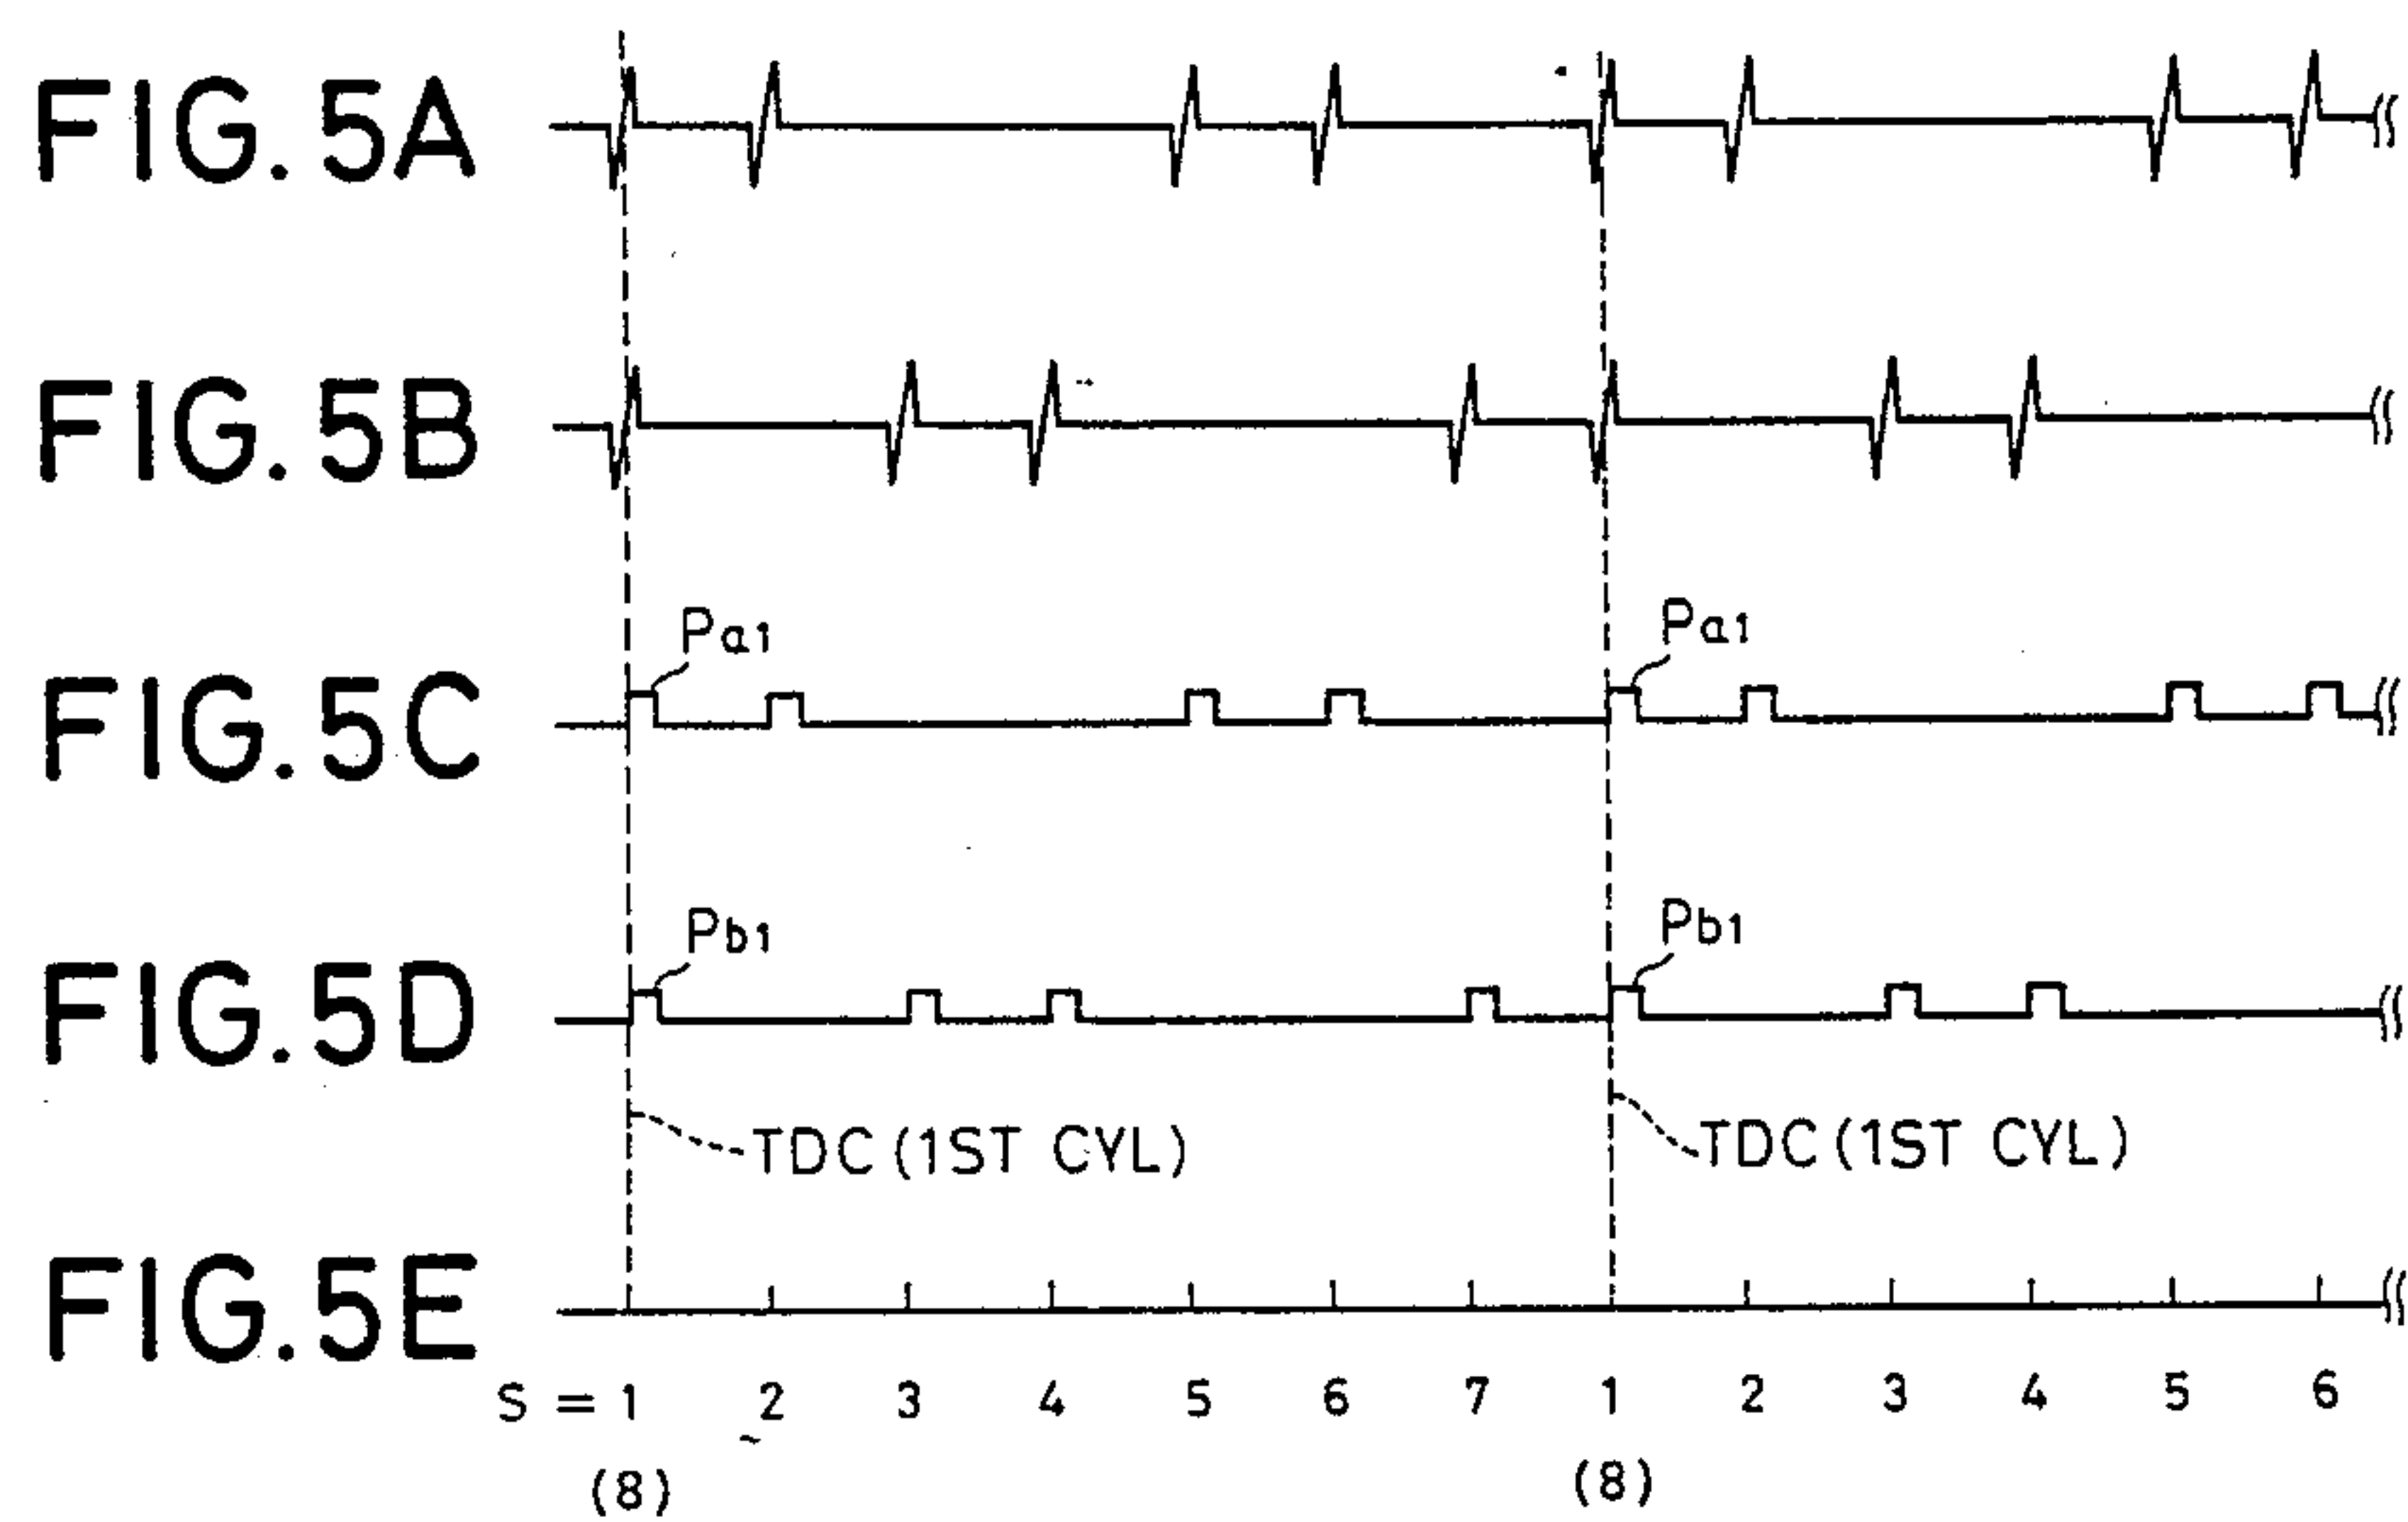 FIG.5A
FIG.5B
Pa1 Pa1
FIG.5C
Pb1 Pb1
FIG.5D
TDC (1ST CYL) TDC (1ST CYL)
FIG.5E
S = 1 2 3 4 5 6 7 1 2 3 4 5 6
(8) (8)